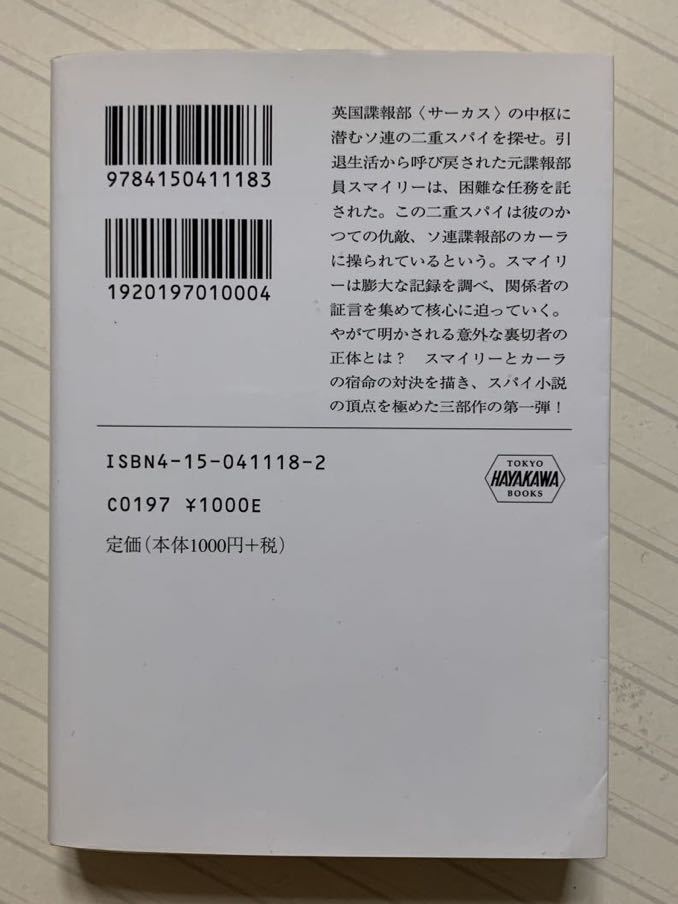 9784150411183
1920197010004
英国諜報部〈サーカス〉の中枢に
潜むソ連の二重スパイを探せ。引
退生活から呼び戻された元諜報部
員スマイリーは、困難な任務を託
された。この二重スパイは彼のか
つての仇敵、ソ連諜報部のカーラ
に操られているという。スマイリ
ーは膨大な記録を調べ、関係者の
証言を集めて核心に迫っていく。
やがて明かされる意外な裏切者の
正体とは？　スマイリーとカーラ
の宿命の対決を描き、スパイ小説
の頂点を極めた三部作の第一弾！
ISBN4-15-041118-2
C0197 ¥1000E
定価（本体1000円+税）
TOKYO
HAYAKAWA
BOOKS